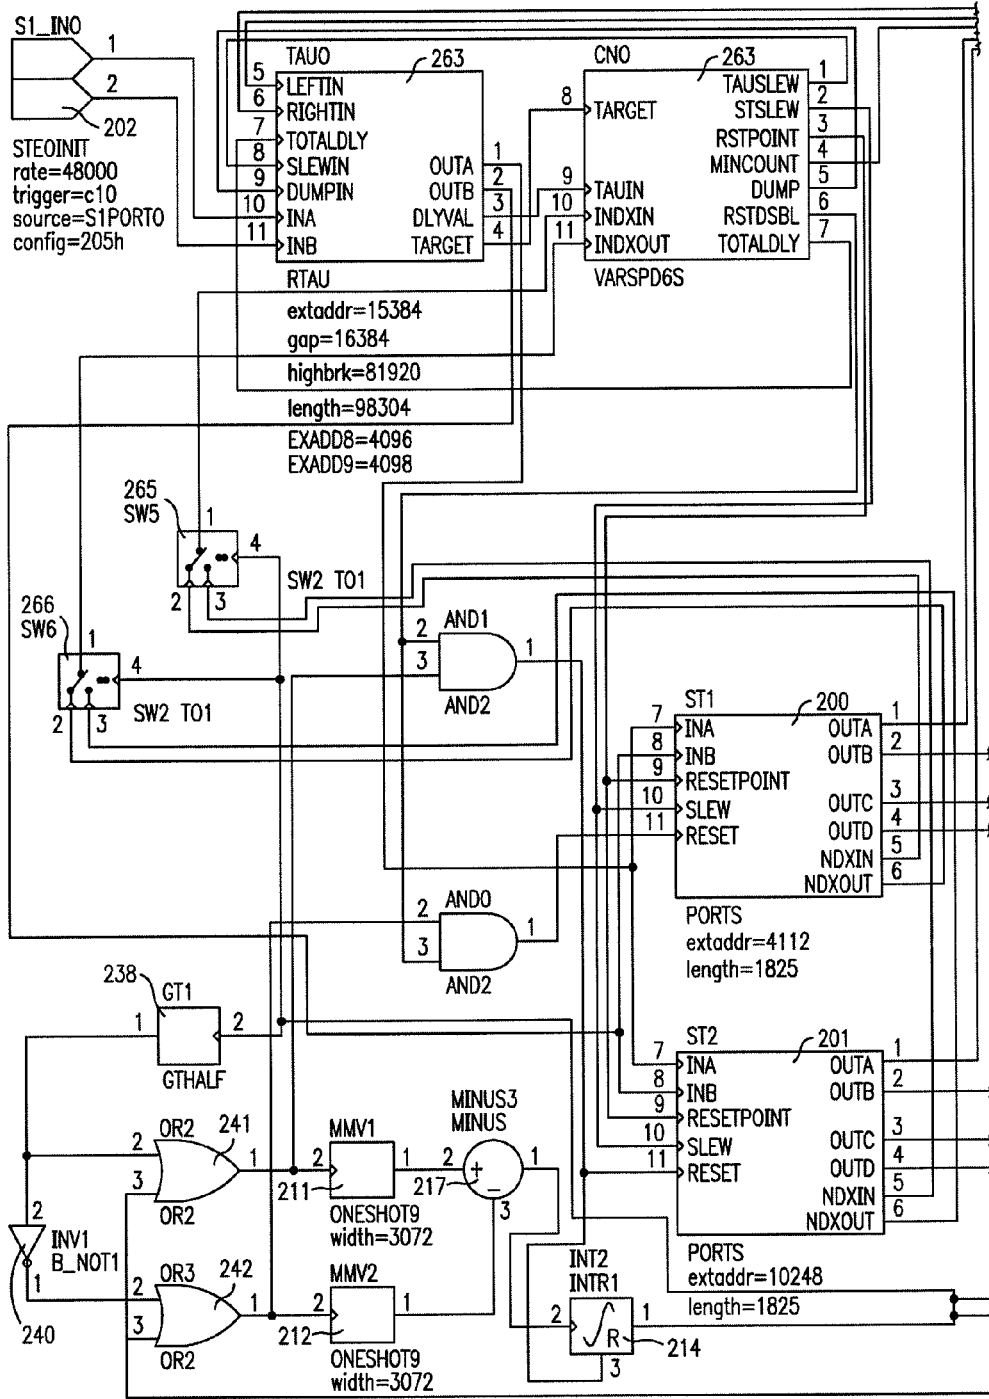 S1_IN0
1
2
202
STEOINIT
rate=48000
trigger=c10
source=S1PORT0
config=205h
TAU0
263
5 LEFTIN
6 RIGHTIN
7 TOTALDLY
8 SLEWIN
9 DUMPIN
10 INA
11 INB
OUTA 1
OUTB 2
DLYVAL 3
TARGET 4
RTAU
extaddr=15384
gap=16384
highbrk=81920
length=98304
EXADD8=4096
EXADD9=4098
CN0
263
8 TARGET
9 TAUIN
10 INDXIN
11 INDXOUT
TAUSLEW 1
STSLEW 2
RSTPOINT 3
MINCOUNT 4
DUMP 5
RSTDSBL 6
TOTALDLY 7
VARSPD6S
265
SW5
1
4
2 3
SW2 TO1
266
SW6
1
4
2 3
SW2 TO1
AND1
2
3
1
AND2
ST1
200
7 INA
8 INB
9 RESETPOINT
10 SLEW
11 RESET
OUTA 1
OUTB 2
OUTC 3
OUTD 4
NDXIN 5
NDXOUT 6
PORTS
extaddr=4112
length=1825
AND0
2
3
1
AND2
238
GT1
1
2
GTHALF
ST2
201
7 INA
8 INB
9 RESETPOINT
10 SLEW
11 RESET
OUTA 1
OUTB 2
OUTC 3
OUTD 4
NDXIN 5
NDXOUT 6
PORTS
extaddr=10248
length=1825
OR2
241
2
3
1
OR2
MMV1
2
1
211
ONESHOT9
width=3072
MINUS3
MINUS
2
1
+
−
217
3
2
INV1
B_NOT1
1
240
OR3
242
2
3
1
OR2
MMV2
2
1
212
ONESHOT9
width=3072
INT2
INTR1
2
1
R
214
3